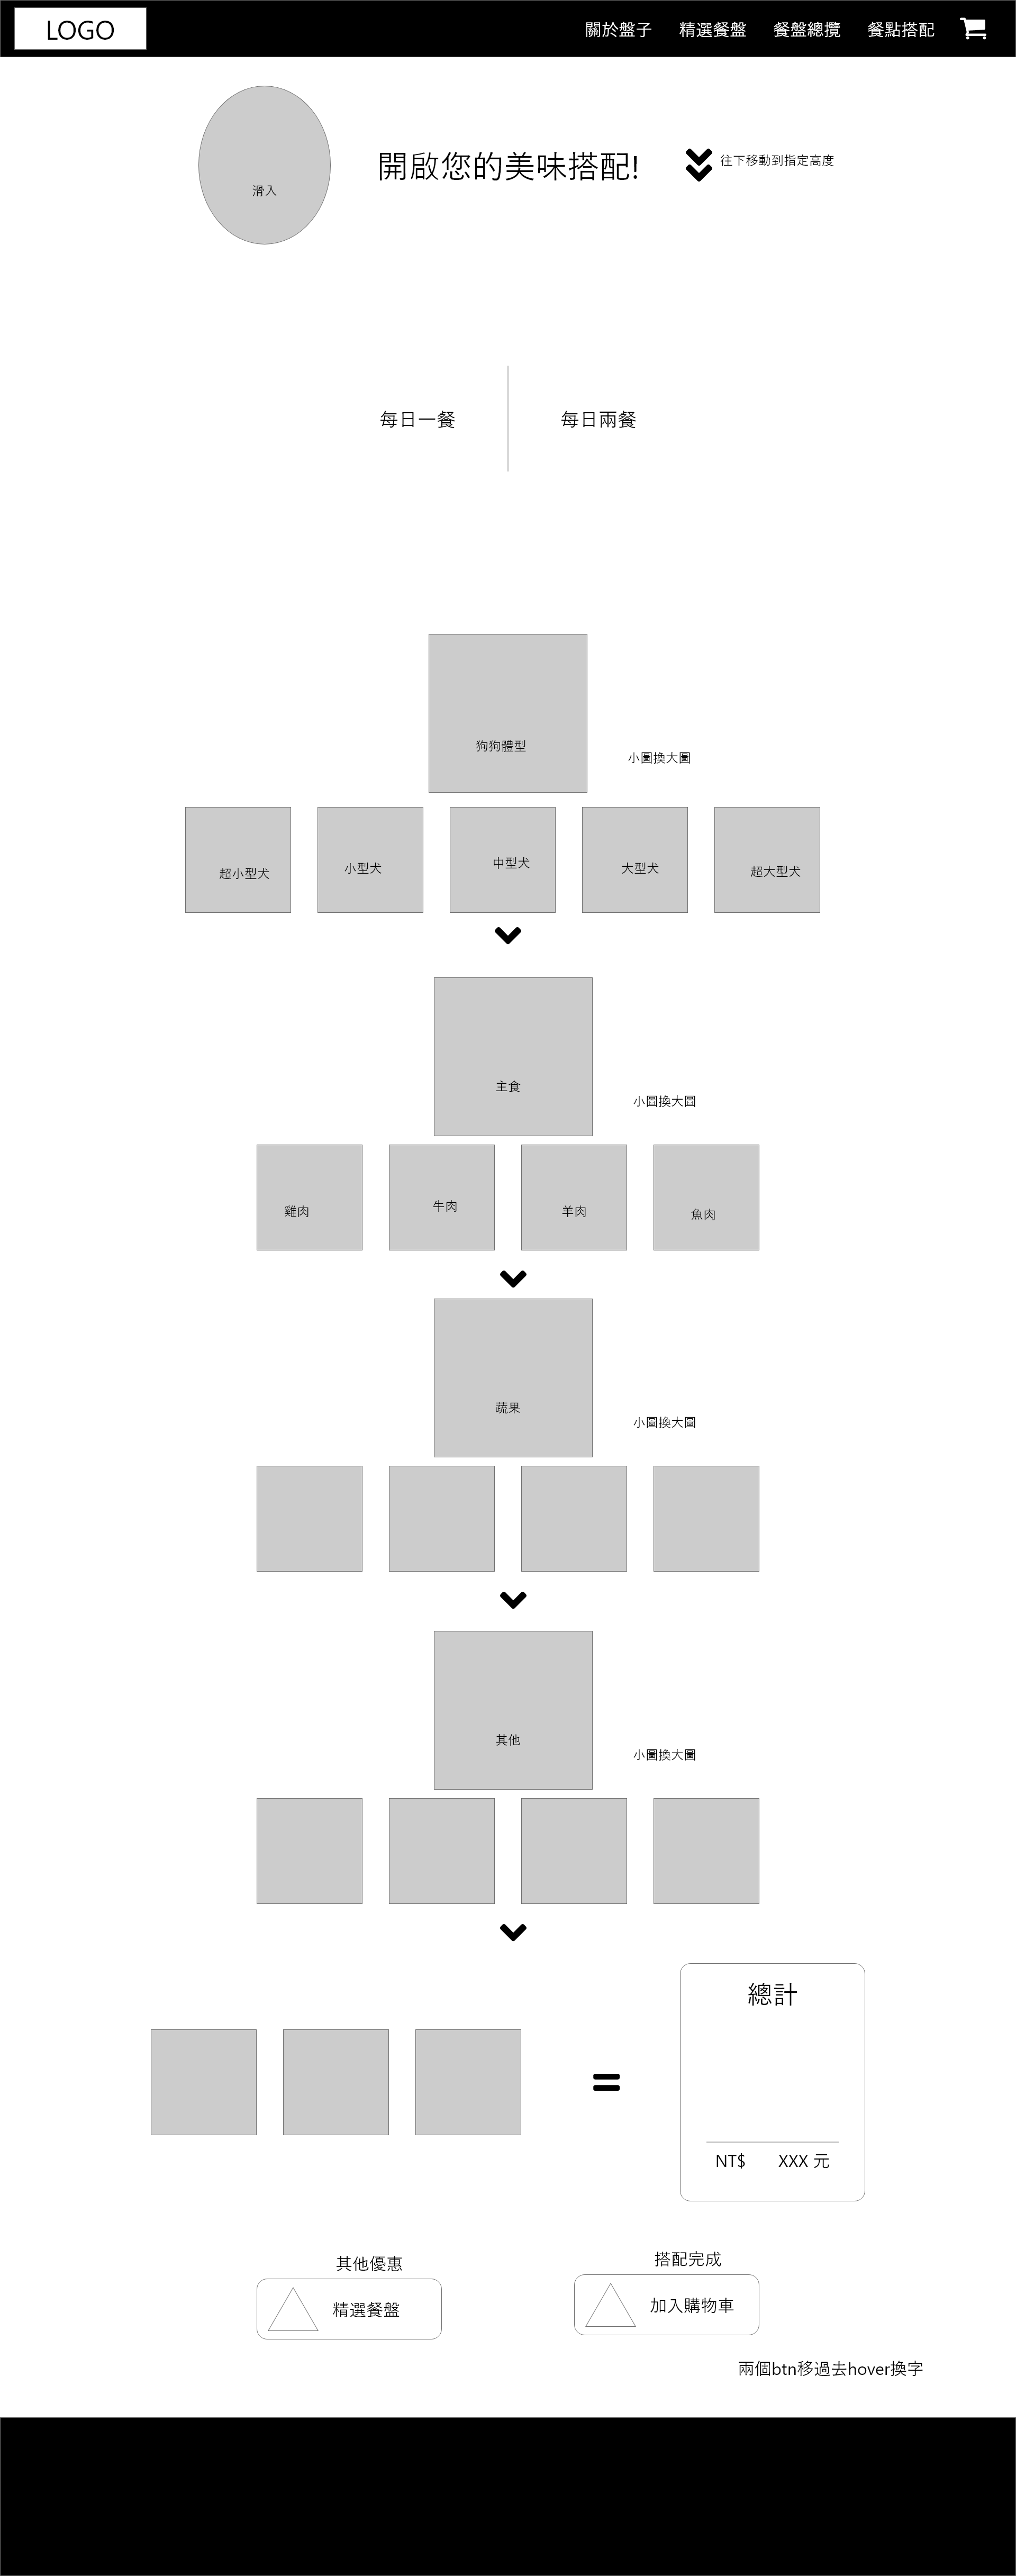 LOGO
關於盤子
精選餐盤
餐盤總攬
餐點搭配
滑入
開啟您的美味搭配!
往下移動到指定高度
每日一餐
每日兩餐
狗狗體型
小圖換大圖
超小型犬
小型犬
中型犬
大型犬
超大型犬
主食
小圖換大圖
雞肉
牛肉
羊肉
魚肉
蔬果
小圖換大圖
其他
小圖換大圖
總計
NT$ XXX 元
其他優惠
精選餐盤
搭配完成
加入購物車
兩個btn移過去hover換字